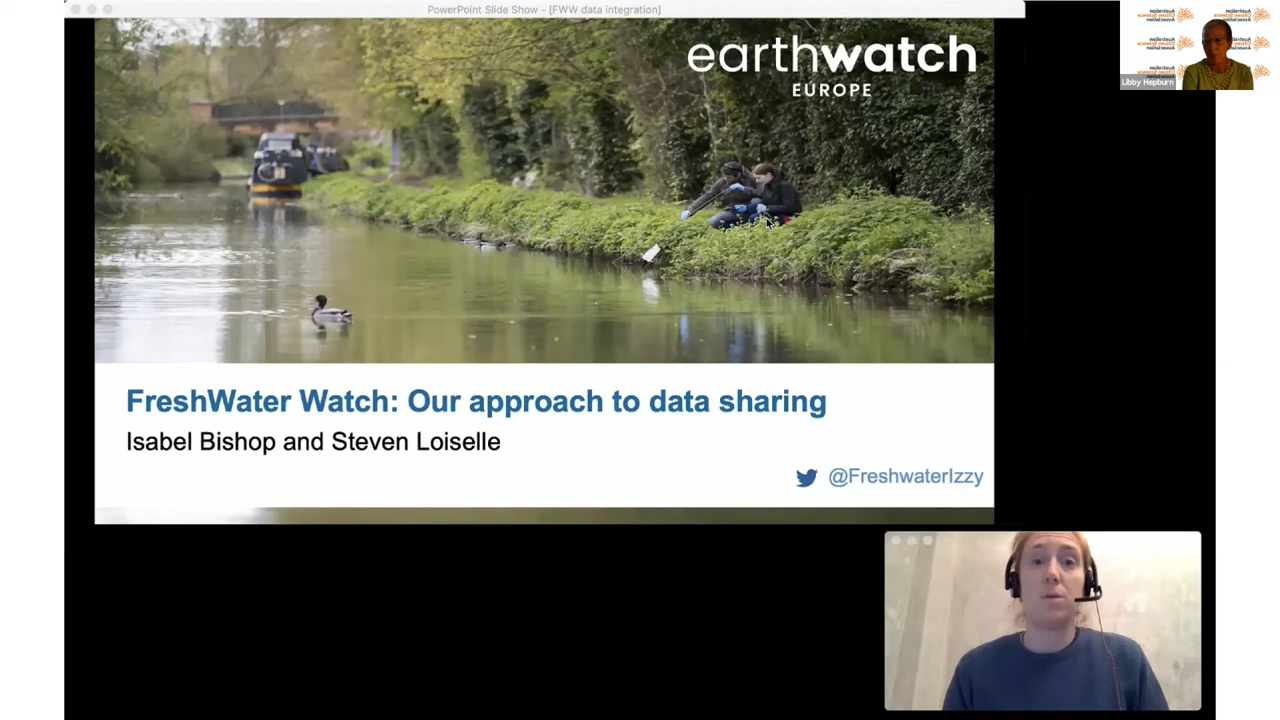 PowerPoint Slide Show - [FWW data integration]
earthwatch
EUROPE
Libby Hepburn
FreshWater Watch: Our approach to data sharing
Isabel Bishop and Steven Loiselle
@FreshwaterIzzy